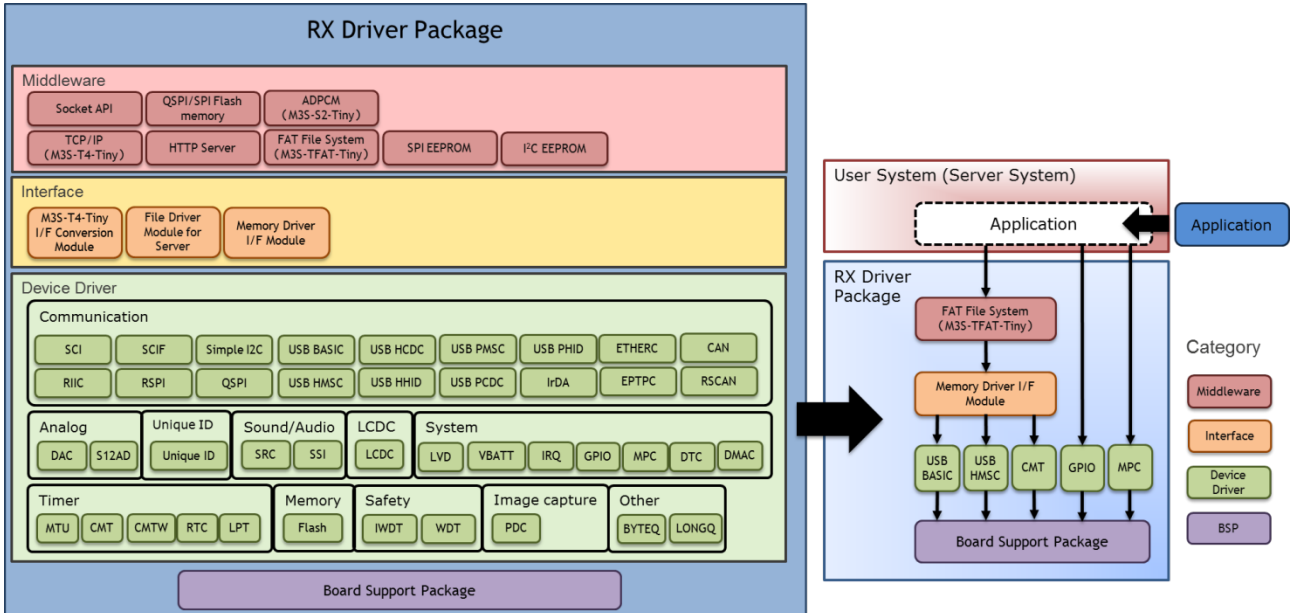 RX Driver Package
Middleware
Socket API
QSPI/SPI Flash
memory
ADPCM
(M3S-S2-Tiny)
TCP/IP
(M3S-T4-Tiny)
HTTP Server
FAT File System
(M3S-TFAT-Tiny)
SPI EEPROM
I²C EEPROM
Interface
M3S-T4-Tiny
I/F Conversion
Module
File Driver
Module for
Server
Memory Driver
I/F Module
Device Driver
Communication
SCI
SCIF
Simple I2C
USB BASIC
USB HCDC
USB PMSC
USB PHID
ETHERC
CAN
RIIC
RSPI
QSPI
USB HMSC
USB HHID
USB PCDC
IrDA
EPTPC
RSCAN
Analog
DAC
S12AD
Unique ID
Unique ID
Sound/Audio
SRC
SSI
LCDC
LCDC
System
LVD
VBATT
IRQ
GPIO
MPC
DTC
DMAC
Timer
MTU
CMT
CMTW
RTC
LPT
Memory
Flash
Safety
IWDT
WDT
Image capture
PDC
Other
BYTEQ
LONGQ
Board Support Package
User System (Server System)
Application
Application
RX Driver
Package
FAT File System
(M3S-TFAT-Tiny)
Memory Driver I/F
Module
USB
BASIC
USB
HMSC
CMT
GPIO
MPC
Board Support Package
Category
Middleware
Interface
Device
Driver
BSP